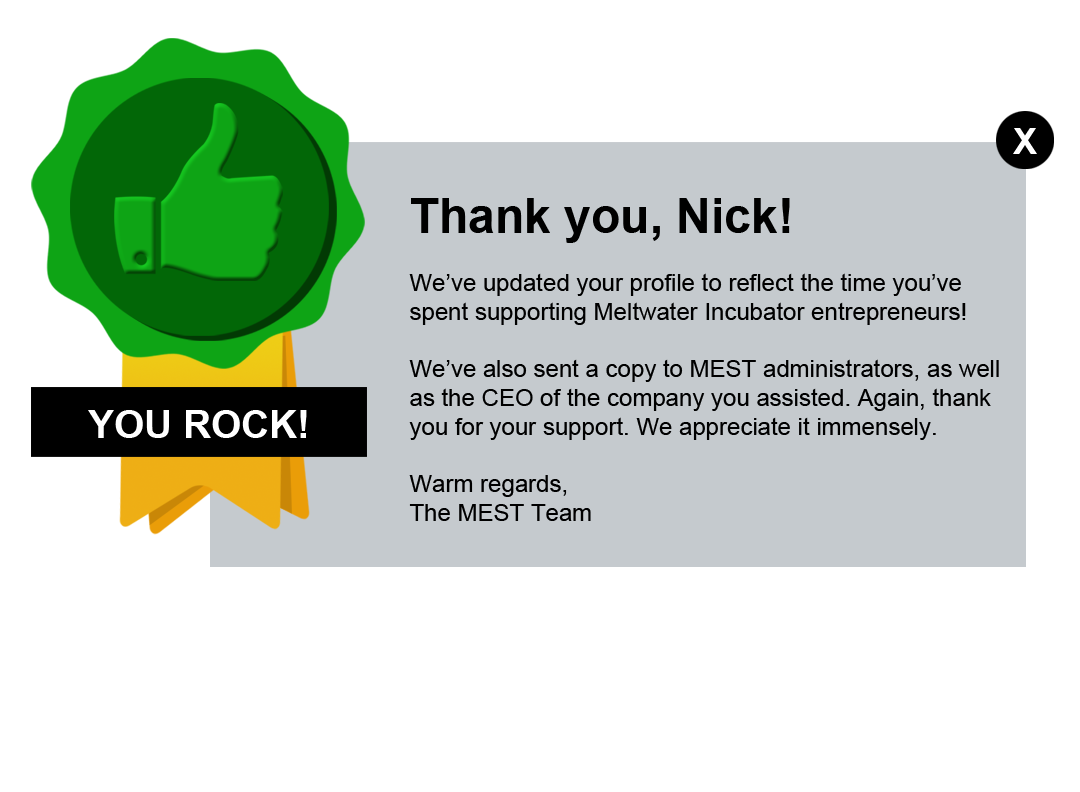 X
Thank you, Nick!
We’ve updated your profile to reflect the time you’ve
spent supporting Meltwater Incubator entrepreneurs!
We’ve also sent a copy to MEST administrators, as well
as the CEO of the company you assisted. Again, thank
you for your support. We appreciate it immensely.
Warm regards,
The MEST Team
YOU ROCK!